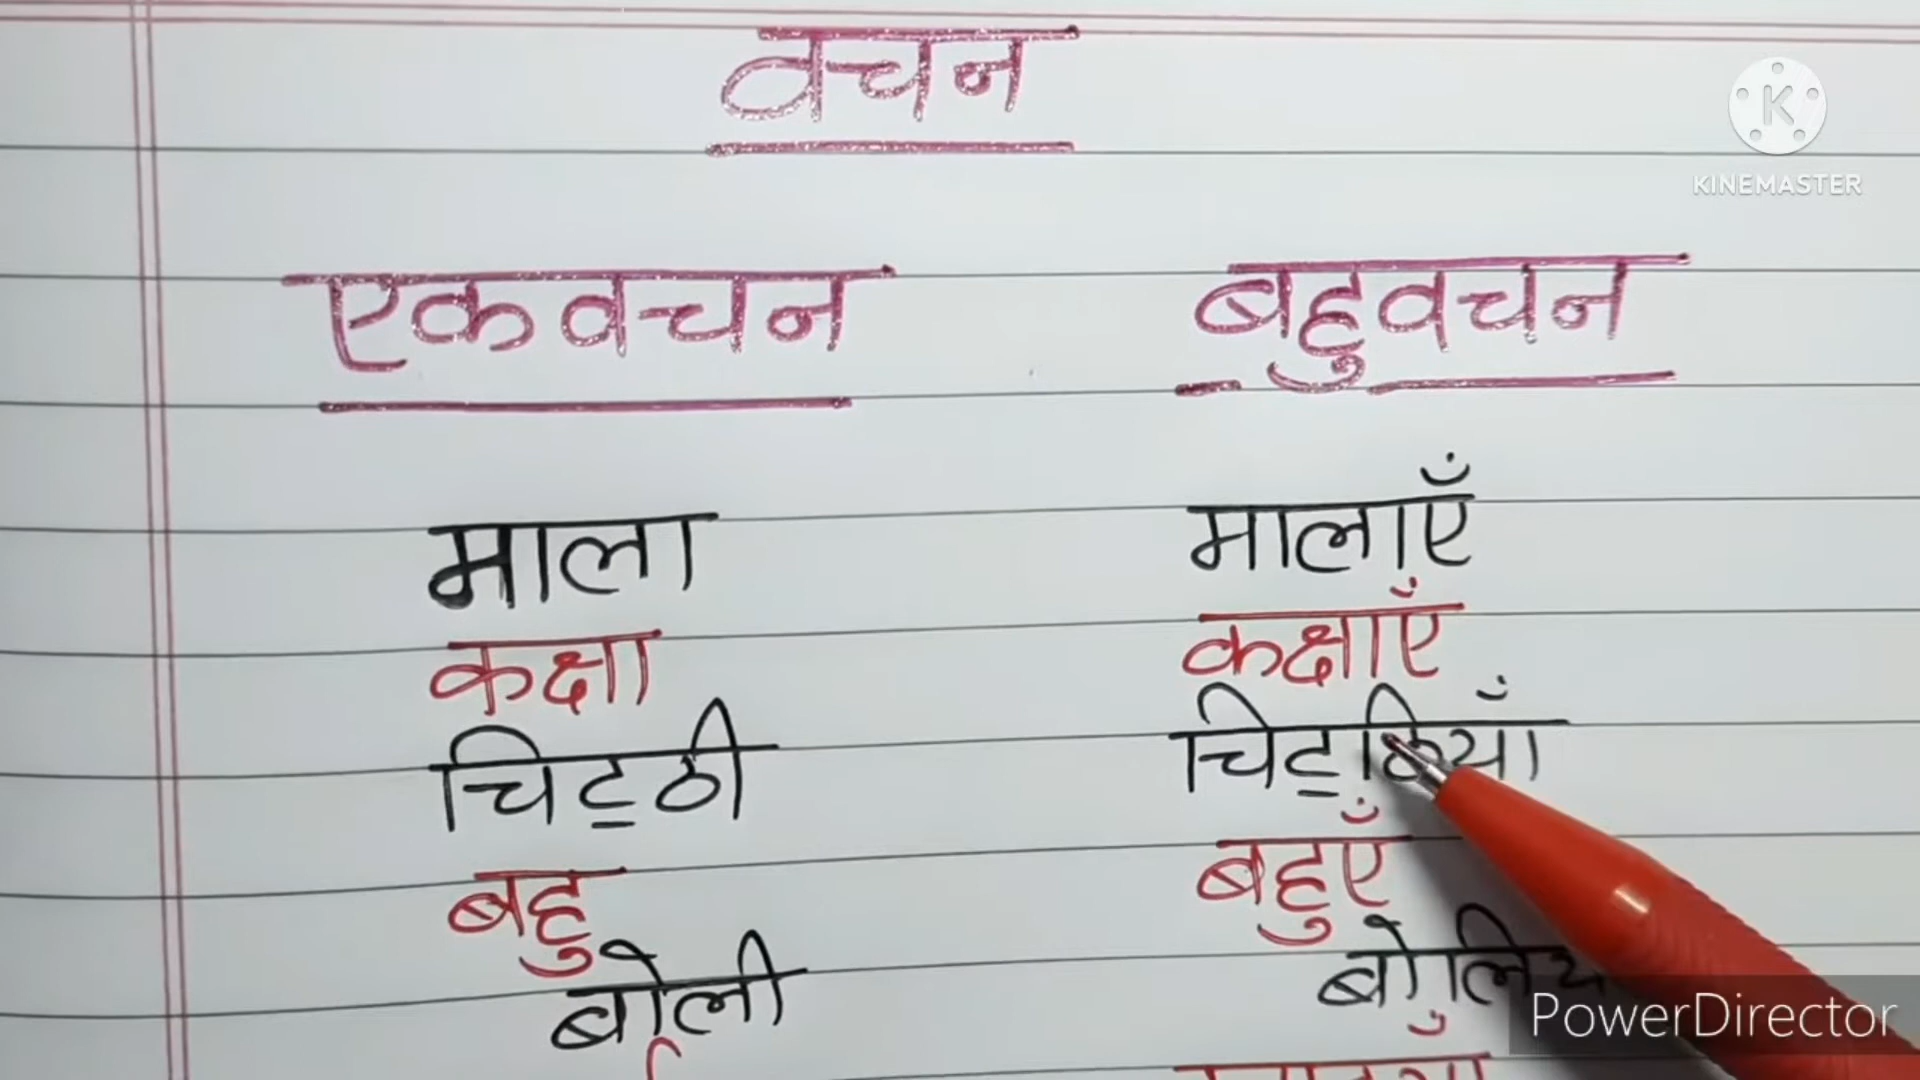 वचन
KINEMASTER
एकवचन बहुवचन
माला मालाएँ
कक्षा कक्षाएँ
चिट्ठी चिट्ठियाँ
बहु बहुएँ
बोली
PowerDirector